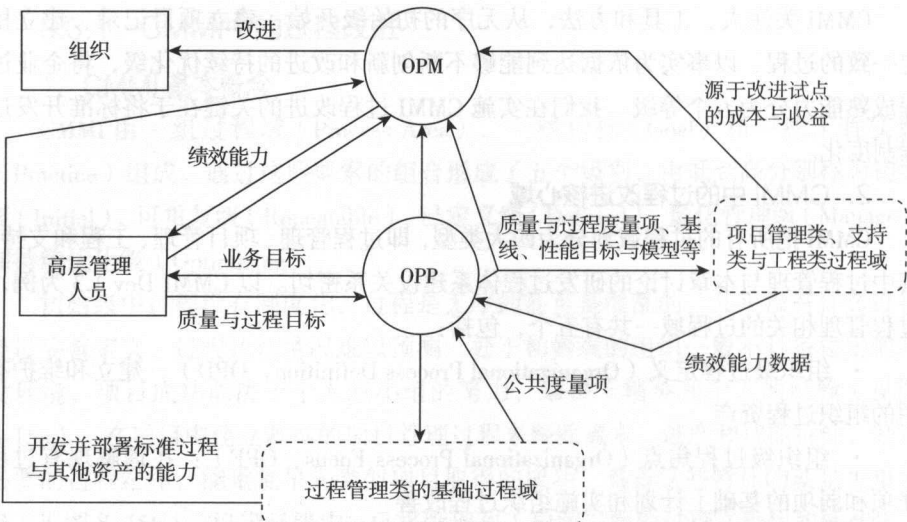 组织
改进
OPM
源于改进试点
的成本与收益
绩效能力
高层管理
人员
业务目标
质量与过程目标
OPP
质量与过程度量项、基
线、性能目标与模型等
项目管理类、支持
类与工程类过程域
绩效能力数据
公共度量项
开发并部署标准过程
与其他资产的能力
过程管理类的基础过程域